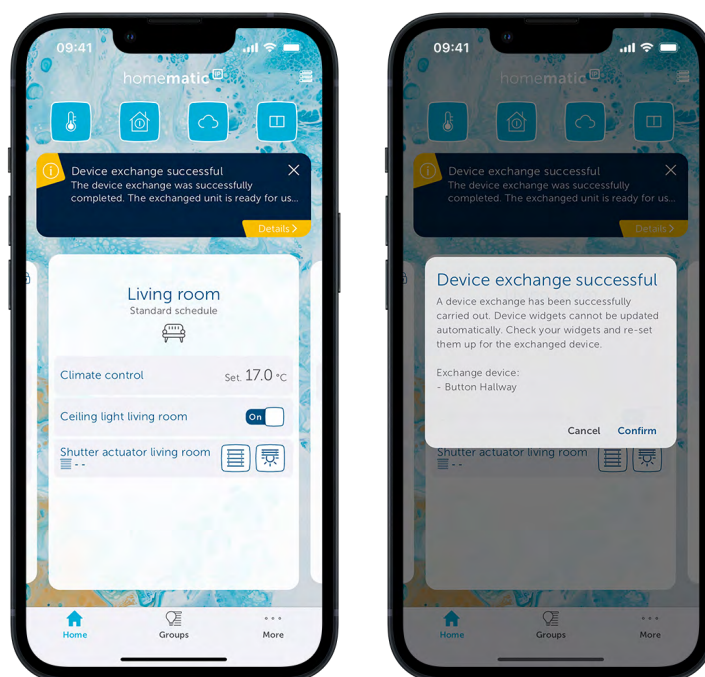 09:41
homematic IP
Device exchange successful
The device exchange was successfully
completed. The exchanged unit is ready for us...
Details
Living room
Standard schedule
Climate control
Set. 17.0 °C
Ceiling light living room
On
Shutter actuator living room
- -
Home
Groups
More
09:41
homematic IP
Device exchange successful
The device exchange was successfully
completed. The exchanged unit is ready for us...
Details
Device exchange successful
A device exchange has been successfully
carried out. Device widgets cannot be updated
automatically. Check your widgets and re-set
them up for the exchanged device.
Exchange device:
- Button Hallway
Cancel
Confirm
Shutter actuator living room
- -
Home
Groups
More